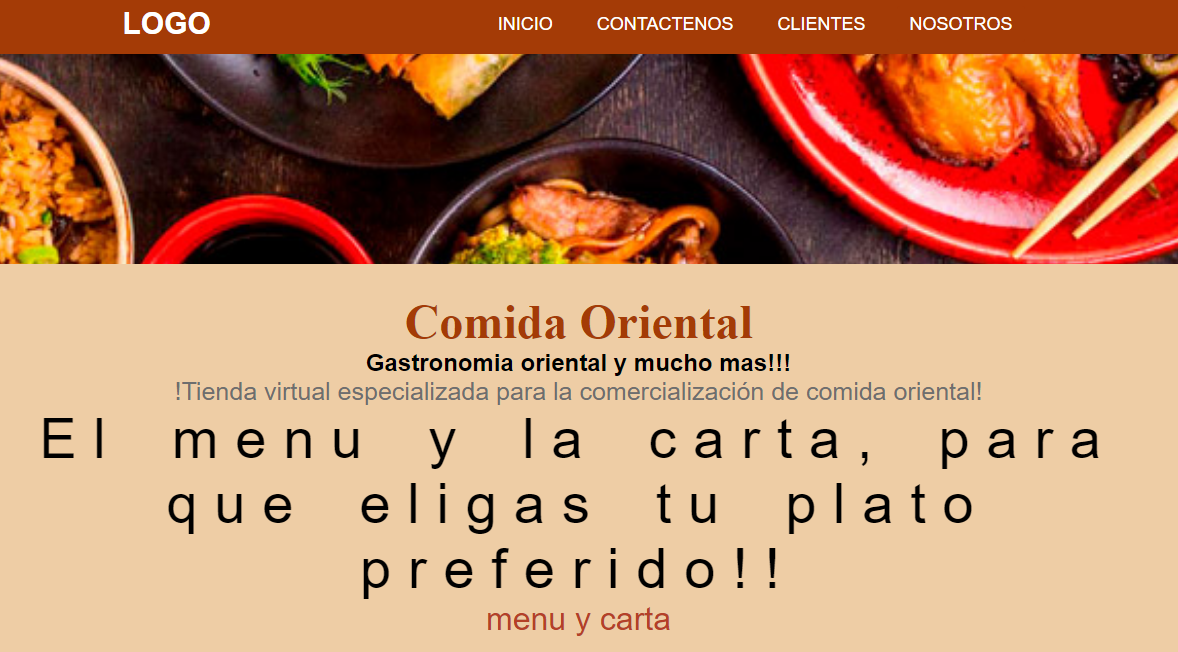 LOGO INICIO CONTACTENOS CLIENTES NOSOTROS
Comida Oriental
Gastronomia oriental y mucho mas!!!
!Tienda virtual especializada para la comercialización de comida oriental!
El menu y la carta, para
que eligas tu plato
preferido!!
menu y carta